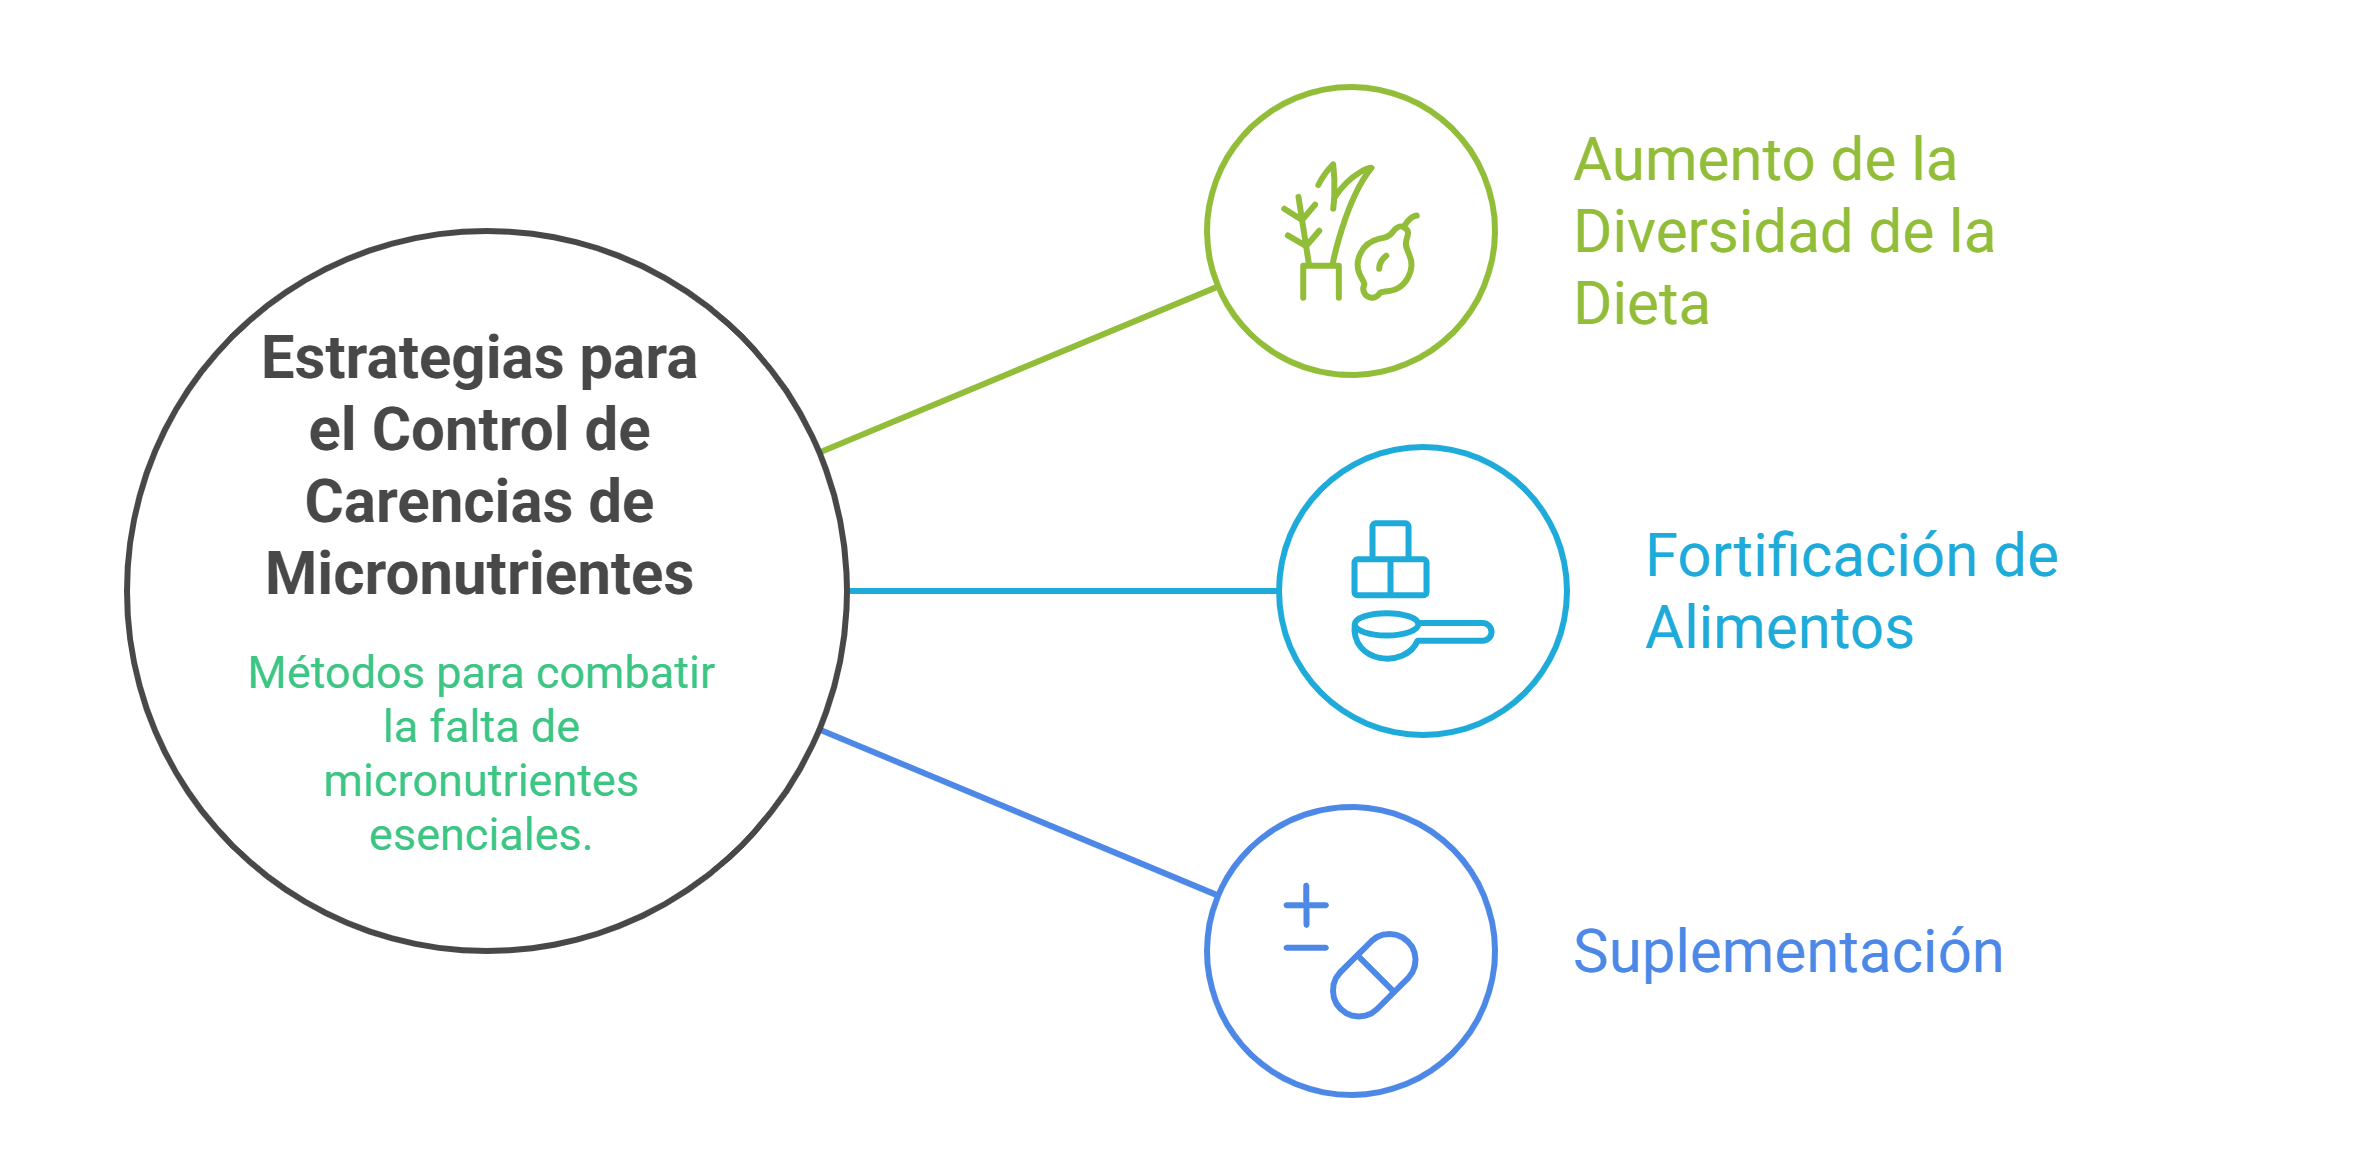 Estrategias para
el Control de
Carencias de
Micronutrientes
Métodos para combatir
la falta de
micronutrientes
esenciales.
Aumento de la
Diversidad de la
Dieta
Fortificación de
Alimentos
Suplementación